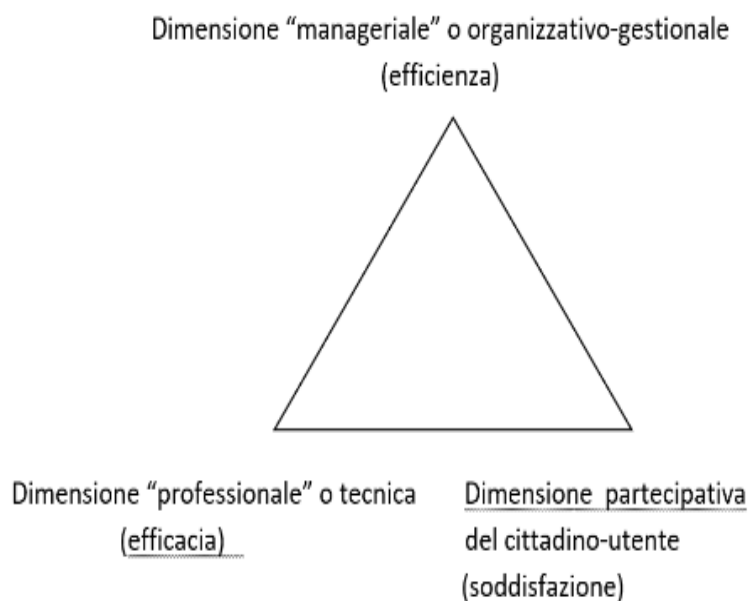 Dimensione “manageriale” o organizzativo-gestionale
(efficienza)
Dimensione “professionale” o tecnica
(efficacia)
Dimensione partecipativa
del cittadino-utente
(soddisfazione)